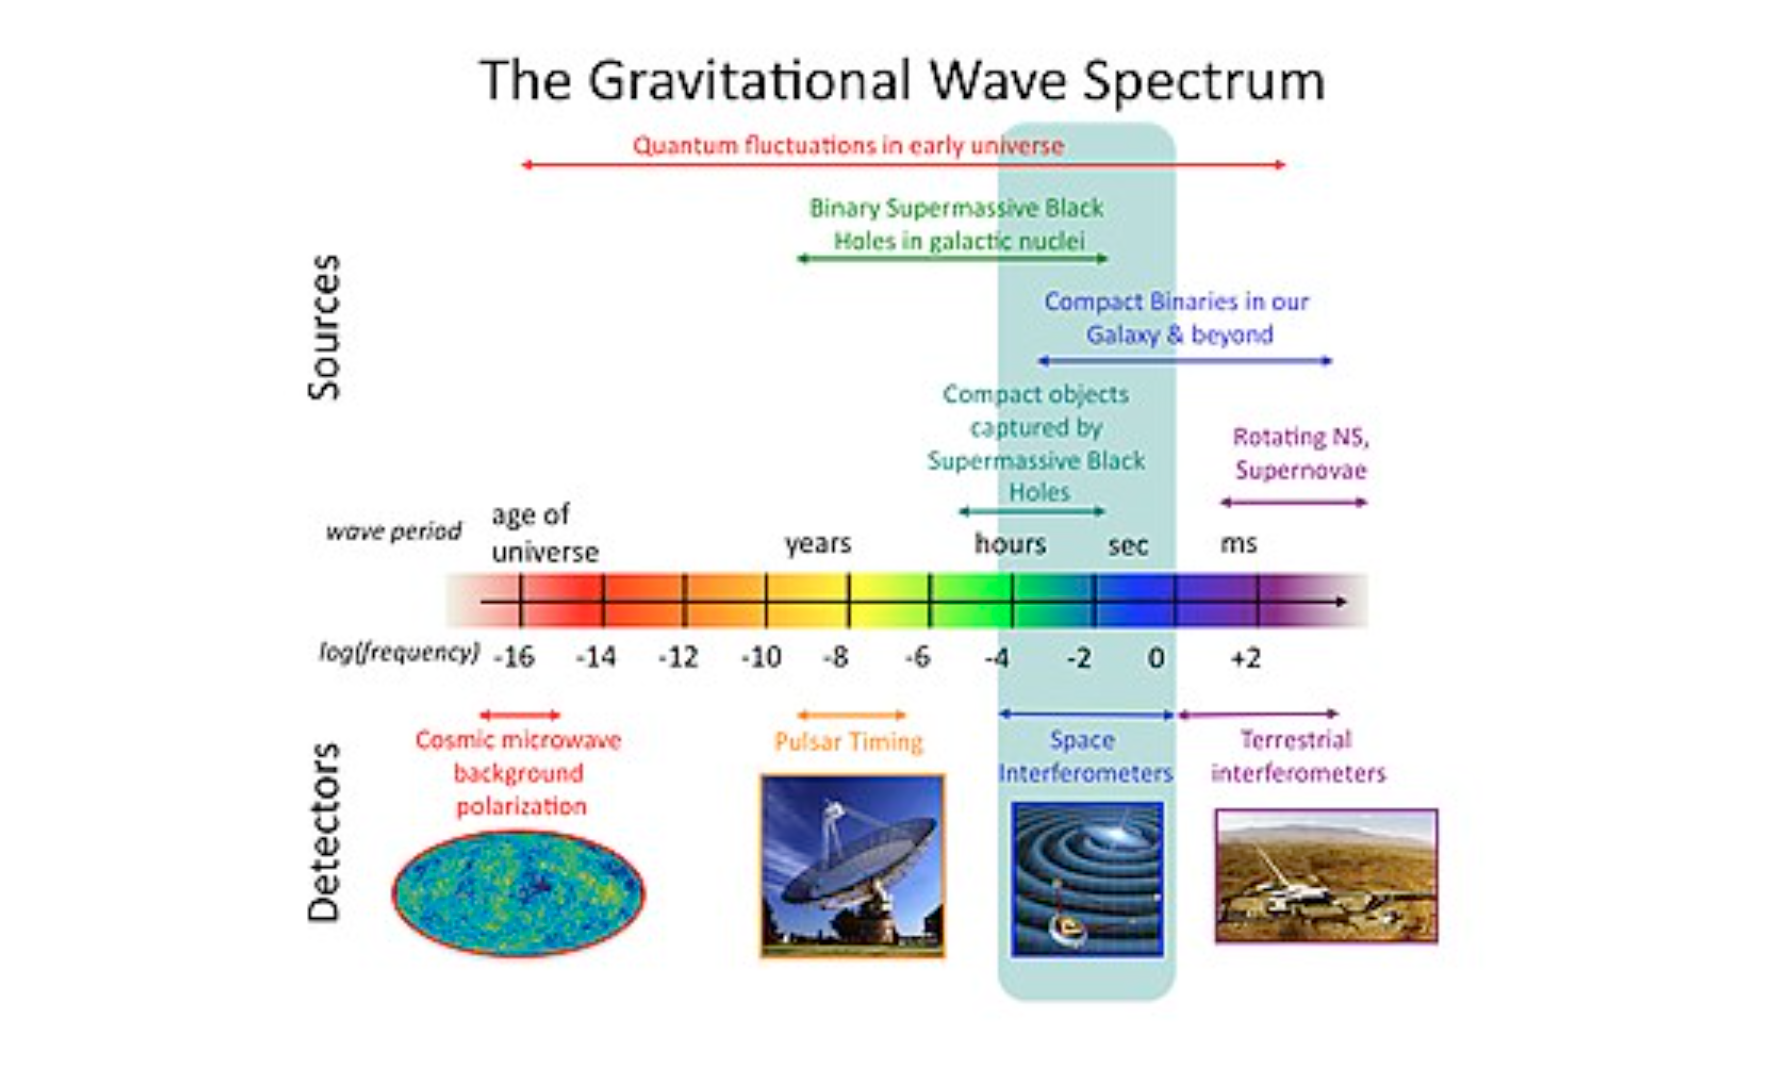 The Gravitational Wave Spectrum
Quantum fluctuations in early universe
Binary Supermassive Black
Holes in galactic nuclei
Sources
Compact Binaries in our
Galaxy & beyond
Compact objects
captured by
Supermassive Black
Holes
Rotating NS,
Supernovae
wave period
age of
universe
years
hours
sec
ms
log(frequency)
-16
-14
-12
-10
-8
-6
-4
-2
0
+2
Detectors
Cosmic microwave
background
polarization
Pulsar Timing
Space
Interferometers
Terrestrial
interferometers